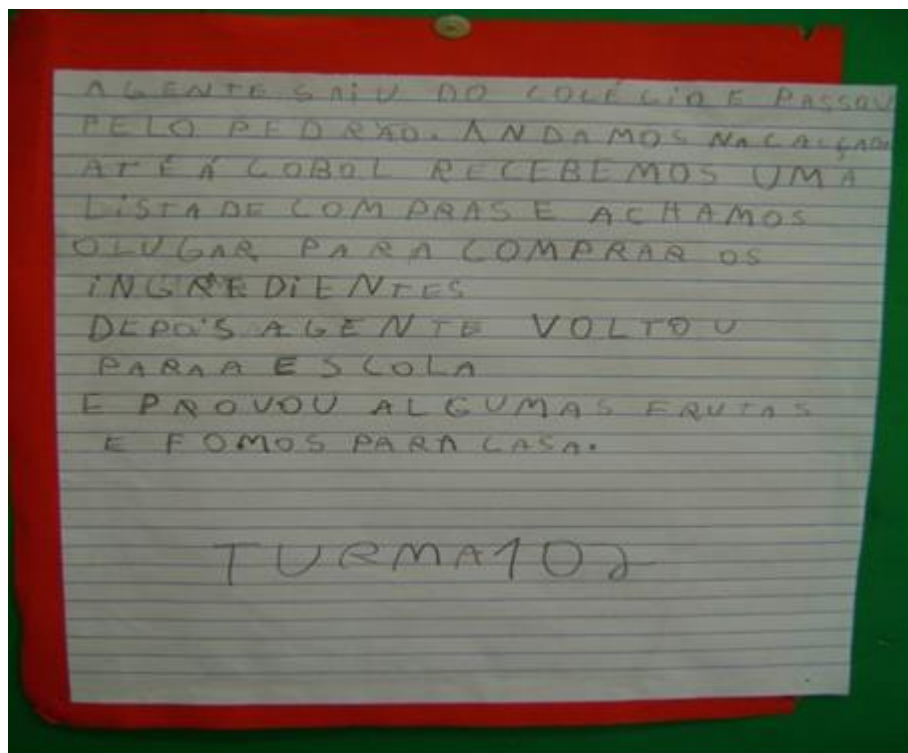 AGENTE SAIU DO COLÉGIO E PASSOU
PELO PEDRÃO. ANDAMOS NA CALÇADA
ATÉ Á COBOL RECEBEMOS UMA
LISTA DE COMPRAS E ACHAMOS
O LUGAR PARA COMPRAR OS
INGREDIENTES
DEPOIS AGENTE VOLTOU
PARA A ESCOLA
E PROVOU ALGUMAS FRUTAS
E FOMOS PARA CASA.
TURMA 102